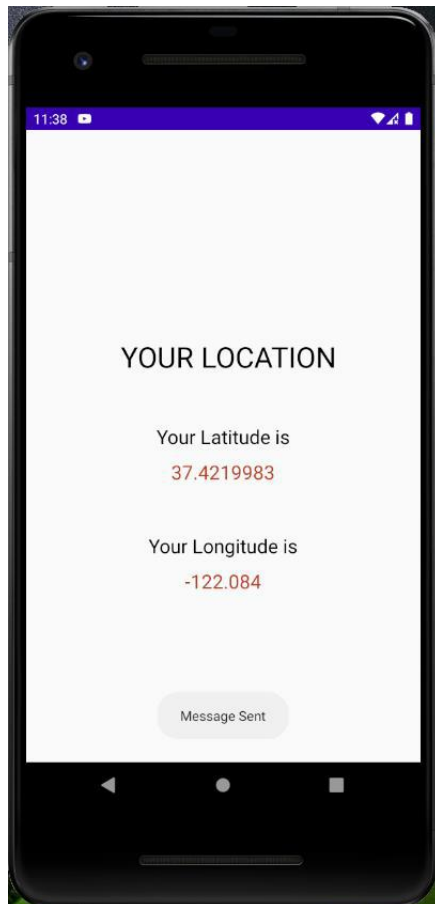 11:38
YOUR LOCATION
Your Latitude is
37.4219983
Your Longitude is
-122.084
Message Sent